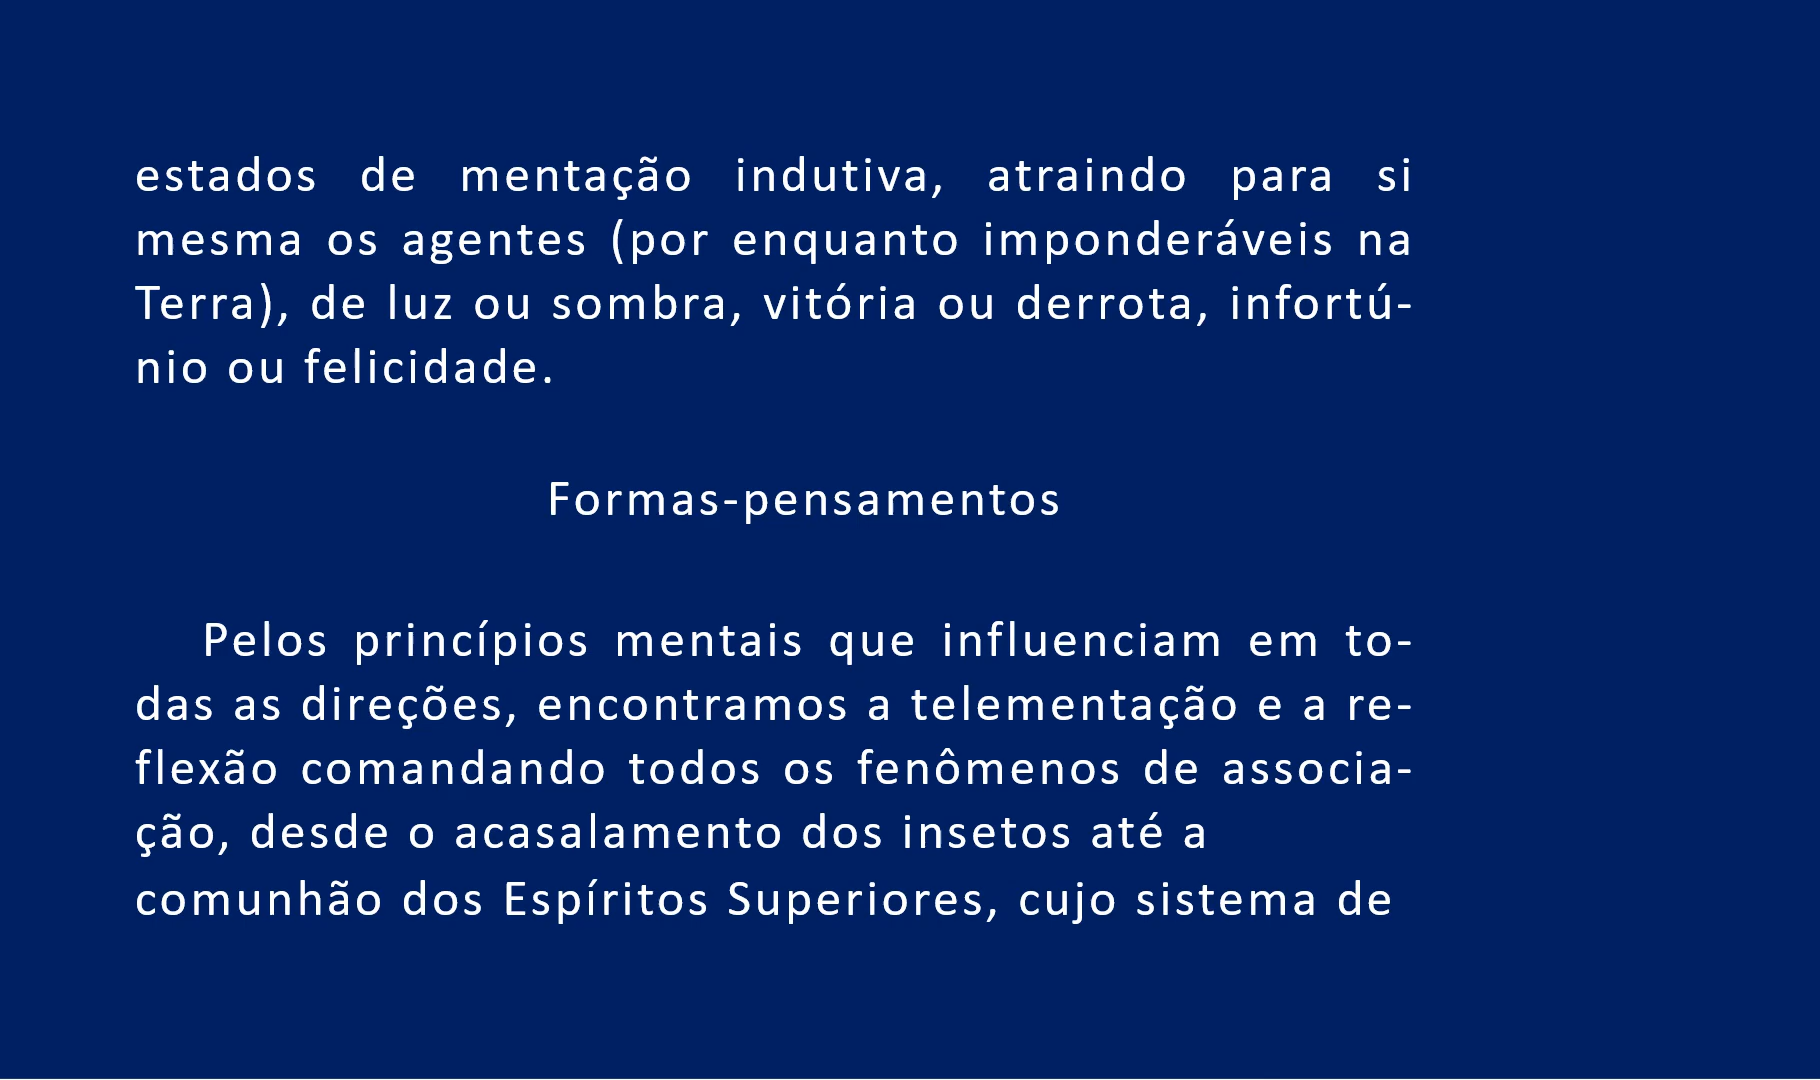 estados de mentação indutiva, atraindo para si
mesma os agentes (por enquanto imponderáveis na
Terra), de luz ou sombra, vitória ou derrota, infortú-
nio ou felicidade.
Formas-pensamentos
Pelos princípios mentais que influenciam em to-
das as direções, encontramos a telementação e a re-
flexão comandando todos os fenômenos de associa-
ção, desde o acasalamento dos insetos até a
comunhão dos Espíritos Superiores, cujo sistema de